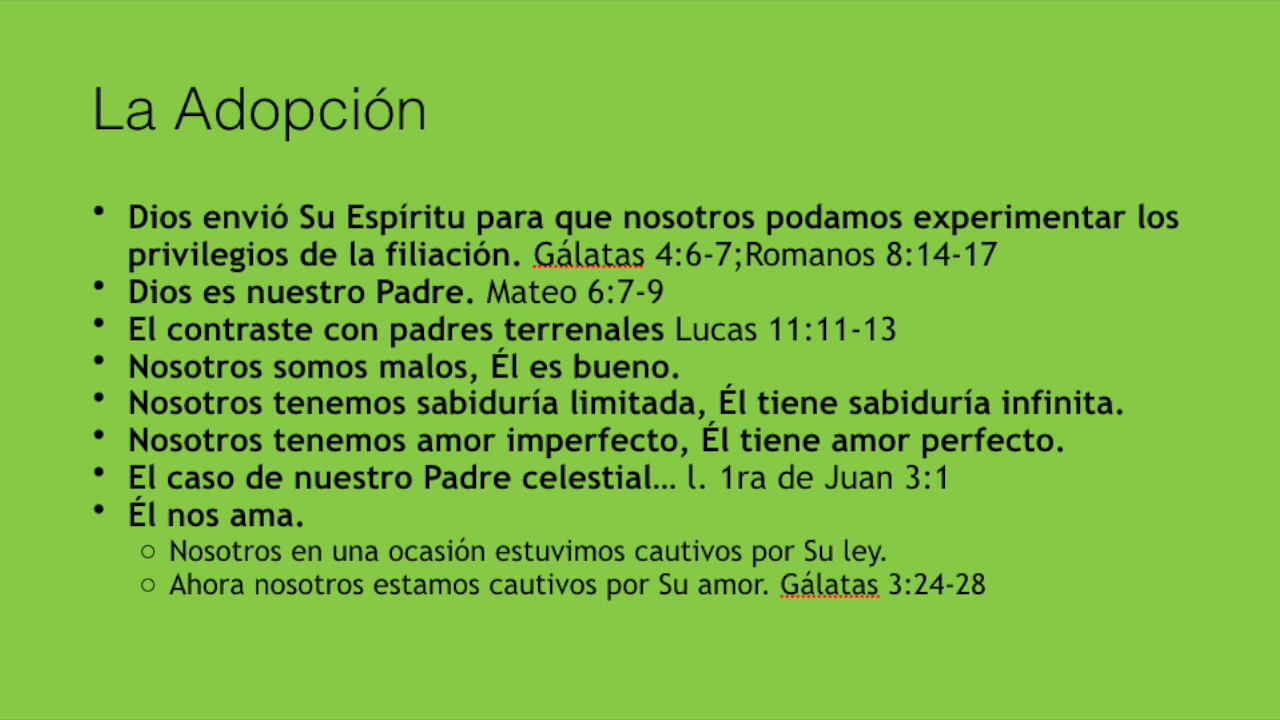 La Adopción
• Dios envió Su Espíritu para que nosotros podamos experimentar los
privilegios de la filiación. Gálatas 4:6-7;Romanos 8:14-17
• Dios es nuestro Padre. Mateo 6:7-9
• El contraste con padres terrenales Lucas 11:11-13
• Nosotros somos malos, Él es bueno.
• Nosotros tenemos sabiduría limitada, Él tiene sabiduría infinita.
• Nosotros tenemos amor imperfecto, Él tiene amor perfecto.
• El caso de nuestro Padre celestial… l. 1ra de Juan 3:1
• Él nos ama.
○ Nosotros en una ocasión estuvimos cautivos por Su ley.
○ Ahora nosotros estamos cautivos por Su amor. Gálatas 3:24-28